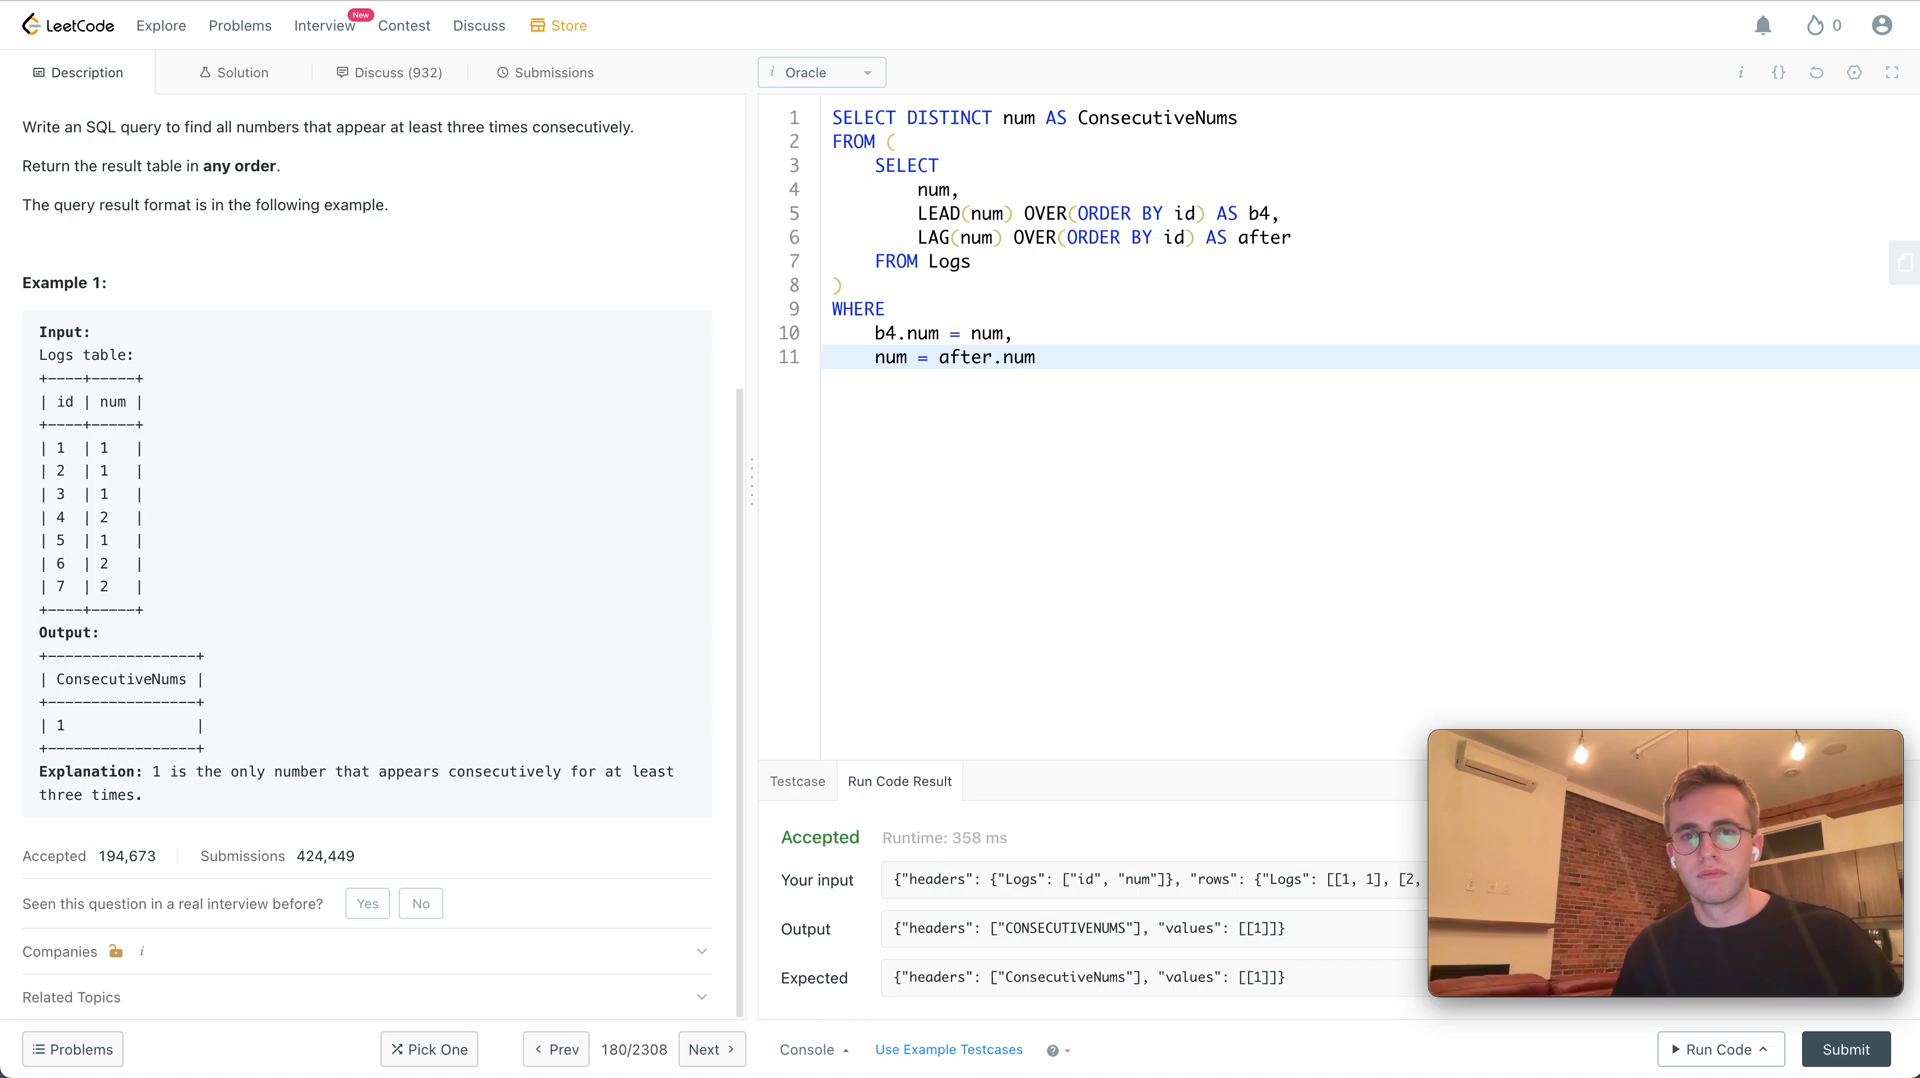 LeetCode Explore Problems Interview New Contest Discuss Store 0
Description Solution Discuss (932) Submissions
Write an SQL query to find all numbers that appear at least three times consecutively.
Return the result table in any order.
The query result format is in the following example.
Example 1:
Input:
Logs table:
+----+-----+
| id | num |
+----+-----+
| 1  | 1   |
| 2  | 1   |
| 3  | 1   |
| 4  | 2   |
| 5  | 1   |
| 6  | 2   |
| 7  | 2   |
+----+-----+
Output:
+-----------------+
| ConsecutiveNums |
+-----------------+
| 1               |
+-----------------+
Explanation: 1 is the only number that appears consecutively for at least
three times.
Accepted 194,673 Submissions 424,449
Seen this question in a real interview before? Yes No
Companies i
Related Topics
Problems Pick One Prev 180/2308 Next
i Oracle i {}
1 SELECT DISTINCT num AS ConsecutiveNums
2 FROM (
3     SELECT
4         num,
5         LEAD(num) OVER(ORDER BY id) AS b4,
6         LAG(num) OVER(ORDER BY id) AS after
7     FROM Logs
8 )
9 WHERE
10     b4.num = num,
11     num = after.num
Testcase Run Code Result
Accepted Runtime: 358 ms
Your input {"headers": {"Logs": ["id", "num"]}, "rows": {"Logs": [[1, 1], [2,
Output {"headers": ["CONSECUTIVENUMS"], "values": [[1]]}
Expected {"headers": ["ConsecutiveNums"], "values": [[1]]}
Console Use Example Testcases ? Run Code Submit